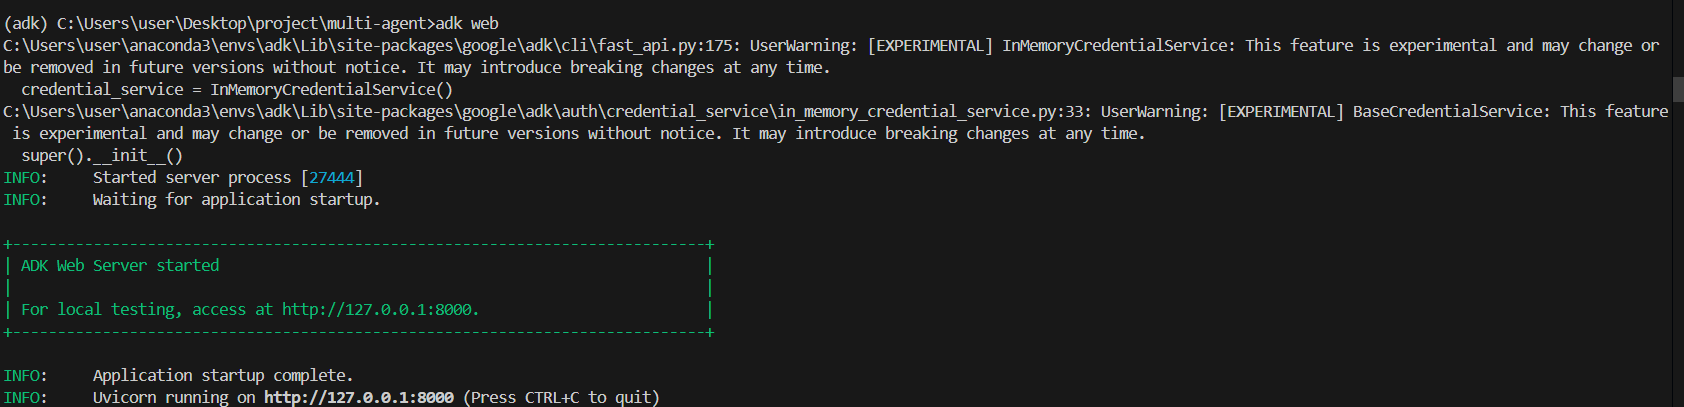 (adk) C:\Users\user\Desktop\project\multi-agent>adk web
C:\Users\user\anaconda3\envs\adk\Lib\site-packages\google\adk\cli\fast_api.py:175: UserWarning: [EXPERIMENTAL] InMemoryCredentialService: This feature is experimental and may change or
be removed in future versions without notice. It may introduce breaking changes at any time.
  credential_service = InMemoryCredentialService()
C:\Users\user\anaconda3\envs\adk\Lib\site-packages\google\adk\auth\credential_service\in_memory_credential_service.py:33: UserWarning: [EXPERIMENTAL] BaseCredentialService: This feature
 is experimental and may change or be removed in future versions without notice. It may introduce breaking changes at any time.
  super().__init__()
INFO:     Started server process [27444]
INFO:     Waiting for application startup.

+-----------------------------------------------------------------------------+
| ADK Web Server started                                                      |
|                                                                             |
| For local testing, access at http://127.0.0.1:8000.                         |
+-----------------------------------------------------------------------------+

INFO:     Application startup complete.
INFO:     Uvicorn running on http://127.0.0.1:8000 (Press CTRL+C to quit)